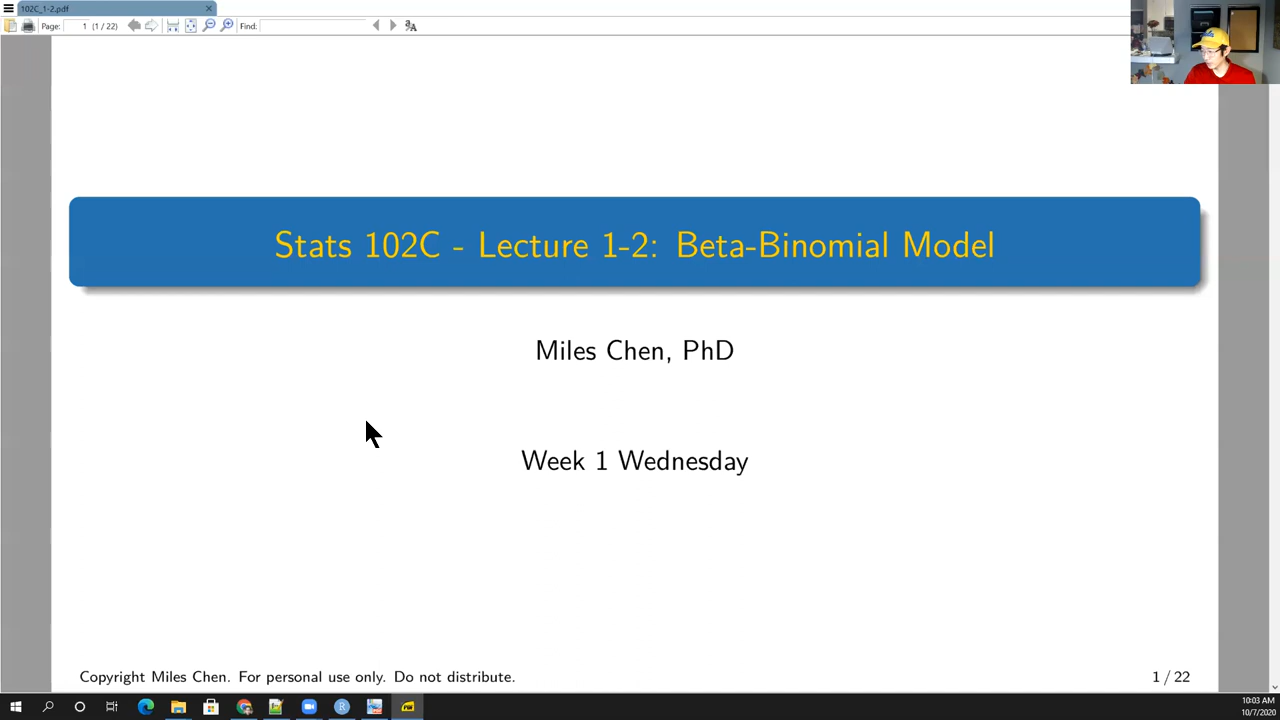 102C_1-2.pdf
Page: 1 (1 / 22) Find:
Stats 102C - Lecture 1-2: Beta-Binomial Model
Miles Chen, PhD
Week 1 Wednesday
Copyright Miles Chen. For personal use only. Do not distribute. 1 / 22
10:03 AM
10/7/2020